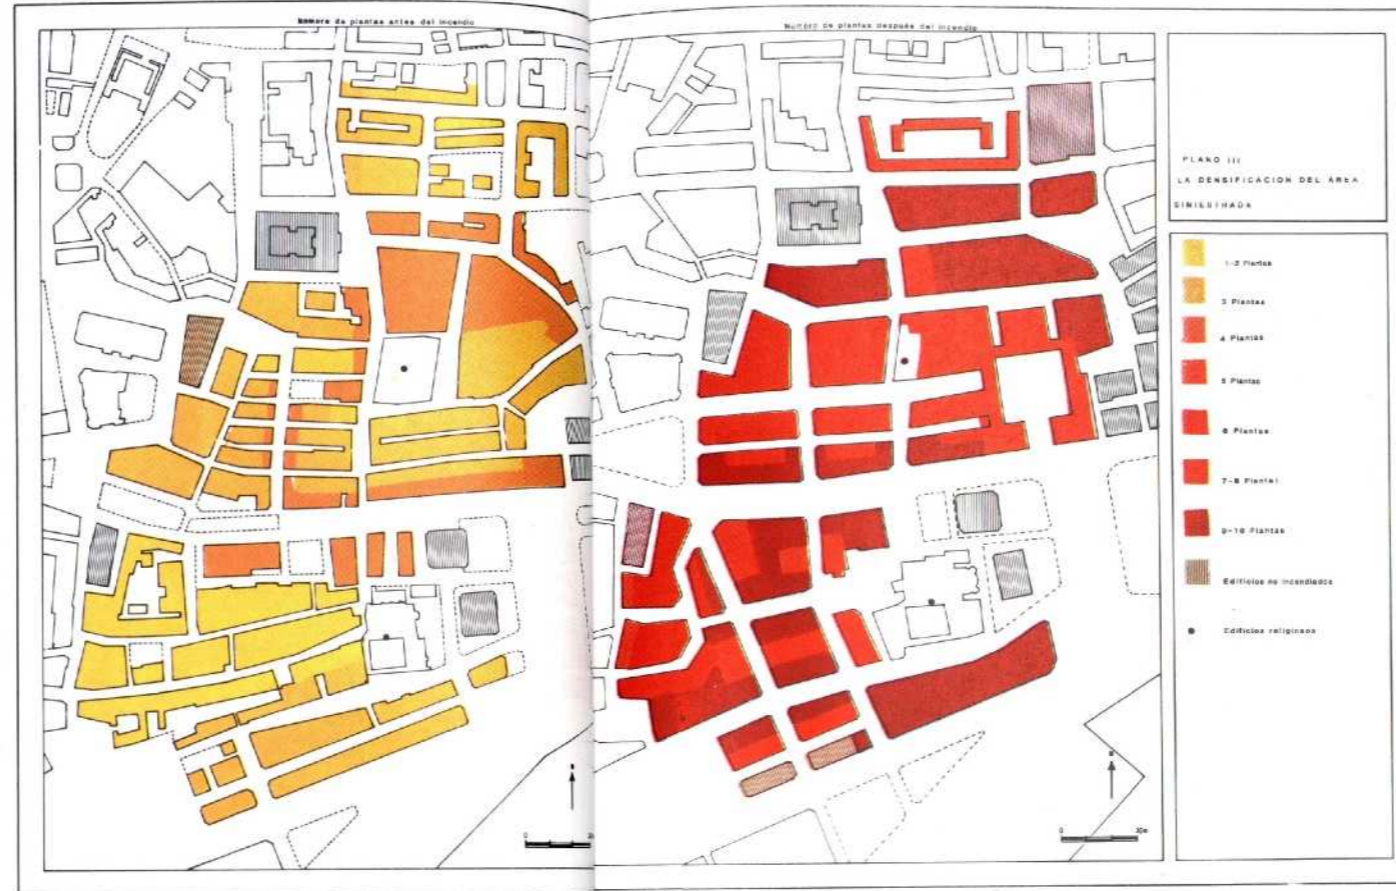 Número de plantas antes del incendio
Número de plantas después del incendio
PLANO III
LA DENSIFICACION DEL AREA
SINIESTRADA
1-2 Plantas
3 Plantas
4 Plantas
5 Plantas
6 Plantas
7-8 Plantas
9-10 Plantas
Edificios no incendiados
Edificios religiosos
0
0